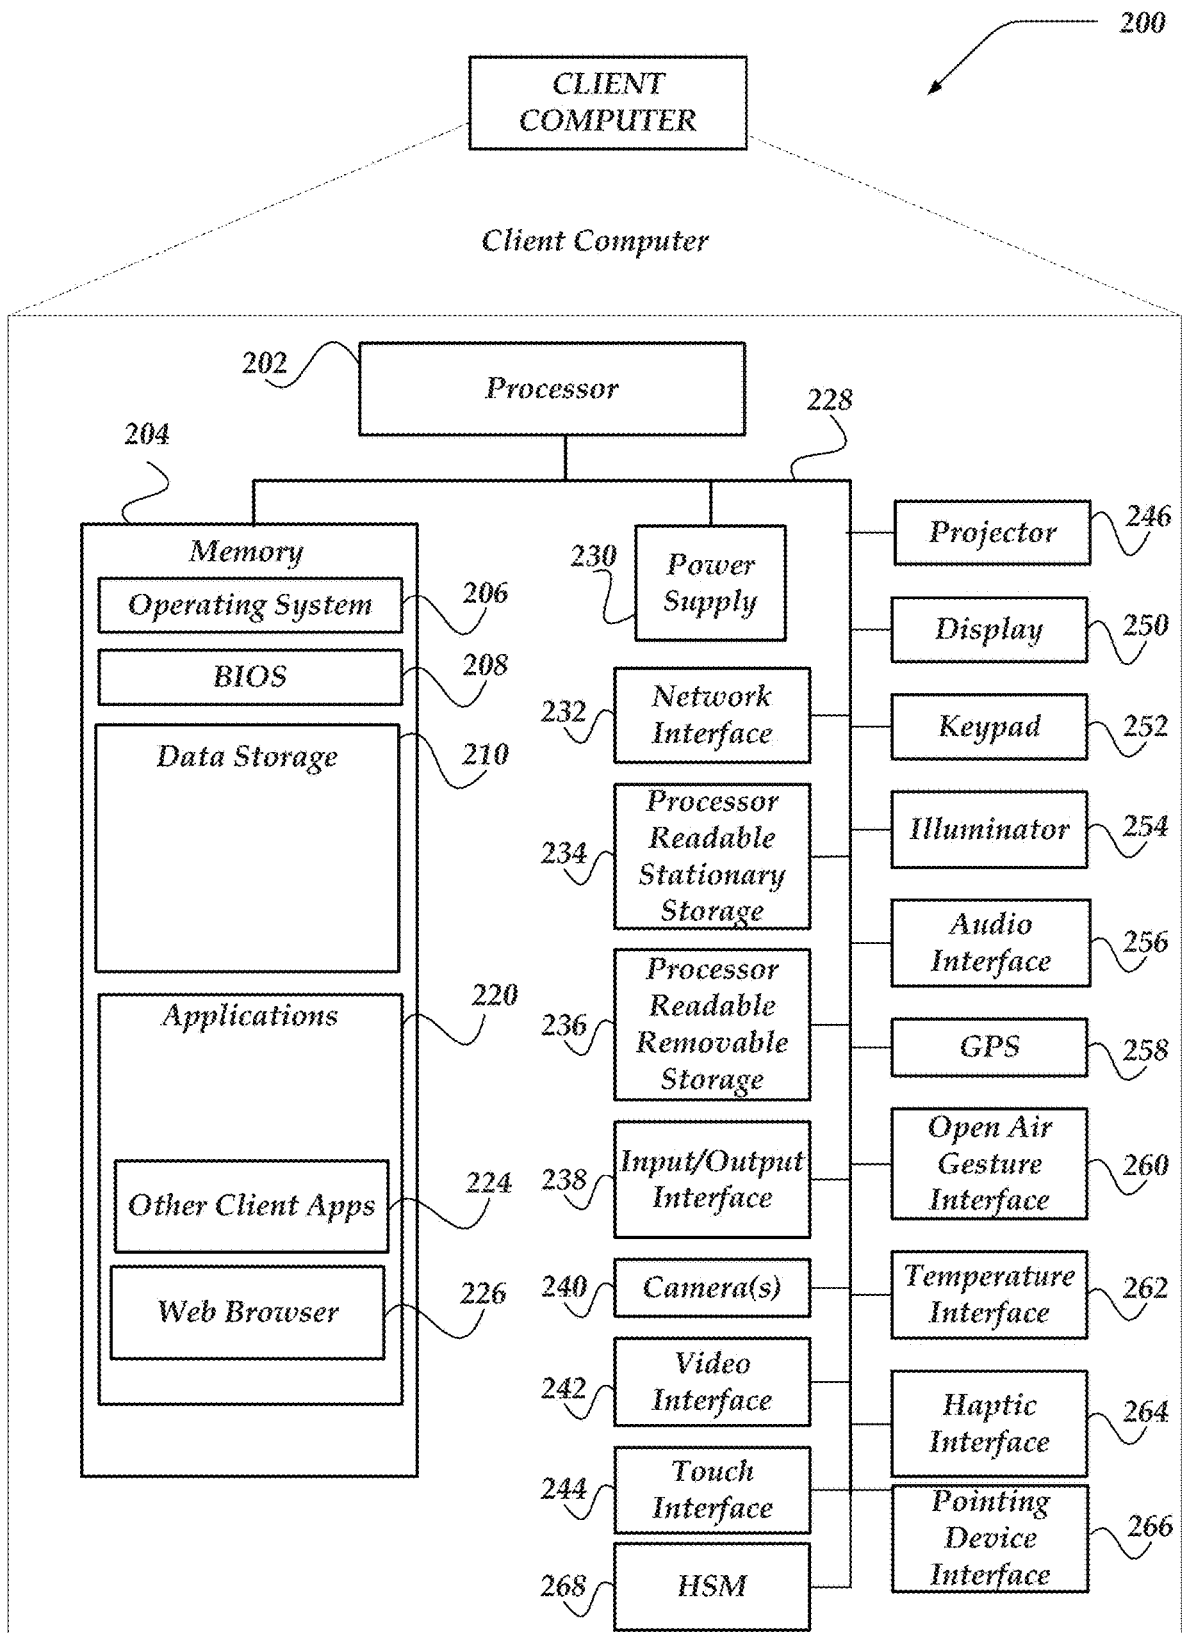 200
CLIENT
COMPUTER
Client Computer
202
Processor
228
204
Memory
Operating System
206
BIOS
208
Data Storage
210
Applications
220
Other Client Apps
224
Web Browser
226
230
Power
Supply
232
Network
Interface
234
Processor
Readable
Stationary
Storage
236
Processor
Readable
Removable
Storage
238
Input/Output
Interface
240
Camera(s)
242
Video
Interface
244
Touch
Interface
268
HSM
Projector
246
Display
250
Keypad
252
Illuminator
254
Audio
Interface
256
GPS
258
Open Air
Gesture
Interface
260
Temperature
Interface
262
Haptic
Interface
264
Pointing
Device
Interface
266